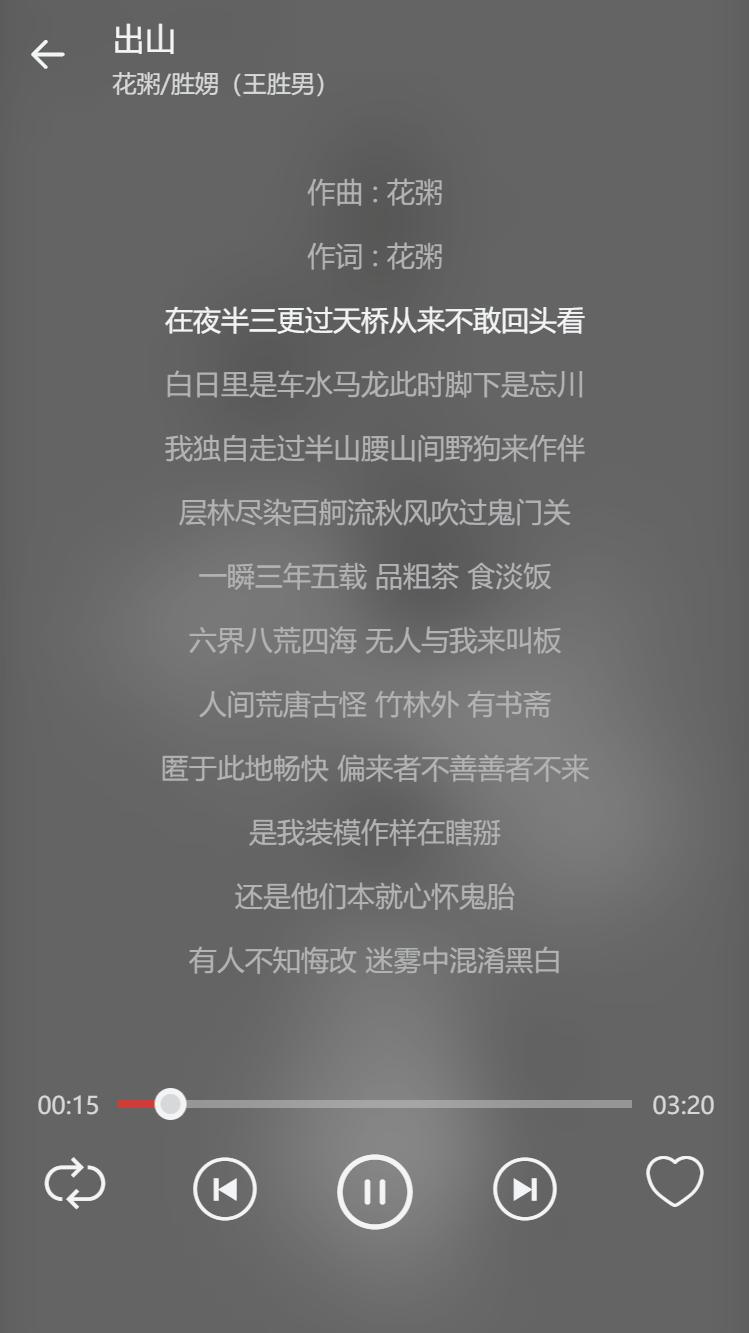 出山
花粥/胜娚（王胜男）
作曲 : 花粥
作词 : 花粥
在夜半三更过天桥从来不敢回头看
白日里是车水马龙此时脚下是忘川
我独自走过半山腰山间野狗来作伴
层林尽染百舸流秋风吹过鬼门关
一瞬三年五载 品粗茶 食淡饭
六界八荒四海 无人与我来叫板
人间荒唐古怪 竹林外 有书斋
匿于此地畅快 偏来者不善善者不来
是我装模作样在瞎掰
还是他们本就心怀鬼胎
有人不知悔改 迷雾中混淆黑白
00:15
03:20